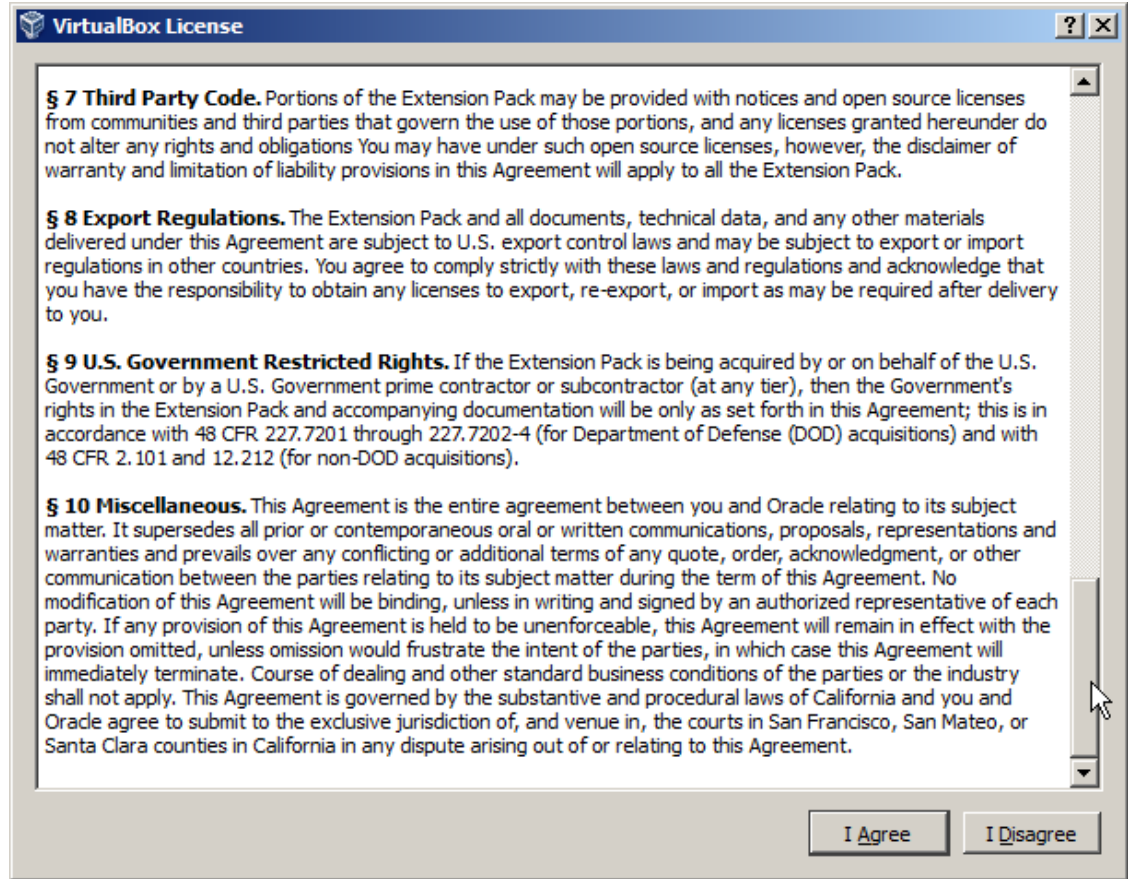 VirtualBox License
§ 7 Third Party Code. Portions of the Extension Pack may be provided with notices and open source licenses
from communities and third parties that govern the use of those portions, and any licenses granted hereunder do
not alter any rights and obligations You may have under such open source licenses, however, the disclaimer of
warranty and limitation of liability provisions in this Agreement will apply to all the Extension Pack.
§ 8 Export Regulations. The Extension Pack and all documents, technical data, and any other materials
delivered under this Agreement are subject to U.S. export control laws and may be subject to export or import
regulations in other countries. You agree to comply strictly with these laws and regulations and acknowledge that
you have the responsibility to obtain any licenses to export, re-export, or import as may be required after delivery
to you.
§ 9 U.S. Government Restricted Rights. If the Extension Pack is being acquired by or on behalf of the U.S.
Government or by a U.S. Government prime contractor or subcontractor (at any tier), then the Government's
rights in the Extension Pack and accompanying documentation will be only as set forth in this Agreement; this is in
accordance with 48 CFR 227.7201 through 227.7202-4 (for Department of Defense (DOD) acquisitions) and with
48 CFR 2.101 and 12.212 (for non-DOD acquisitions).
§ 10 Miscellaneous. This Agreement is the entire agreement between you and Oracle relating to its subject
matter. It supersedes all prior or contemporaneous oral or written communications, proposals, representations and
warranties and prevails over any conflicting or additional terms of any quote, order, acknowledgment, or other
communication between the parties relating to its subject matter during the term of this Agreement. No
modification of this Agreement will be binding, unless in writing and signed by an authorized representative of each
party. If any provision of this Agreement is held to be unenforceable, this Agreement will remain in effect with the
provision omitted, unless omission would frustrate the intent of the parties, in which case this Agreement will
immediately terminate. Course of dealing and other standard business conditions of the parties or the industry
shall not apply. This Agreement is governed by the substantive and procedural laws of California and you and
Oracle agree to submit to the exclusive jurisdiction of, and venue in, the courts in San Francisco, San Mateo, or
Santa Clara counties in California in any dispute arising out of or relating to this Agreement.
I Agree
I Disagree